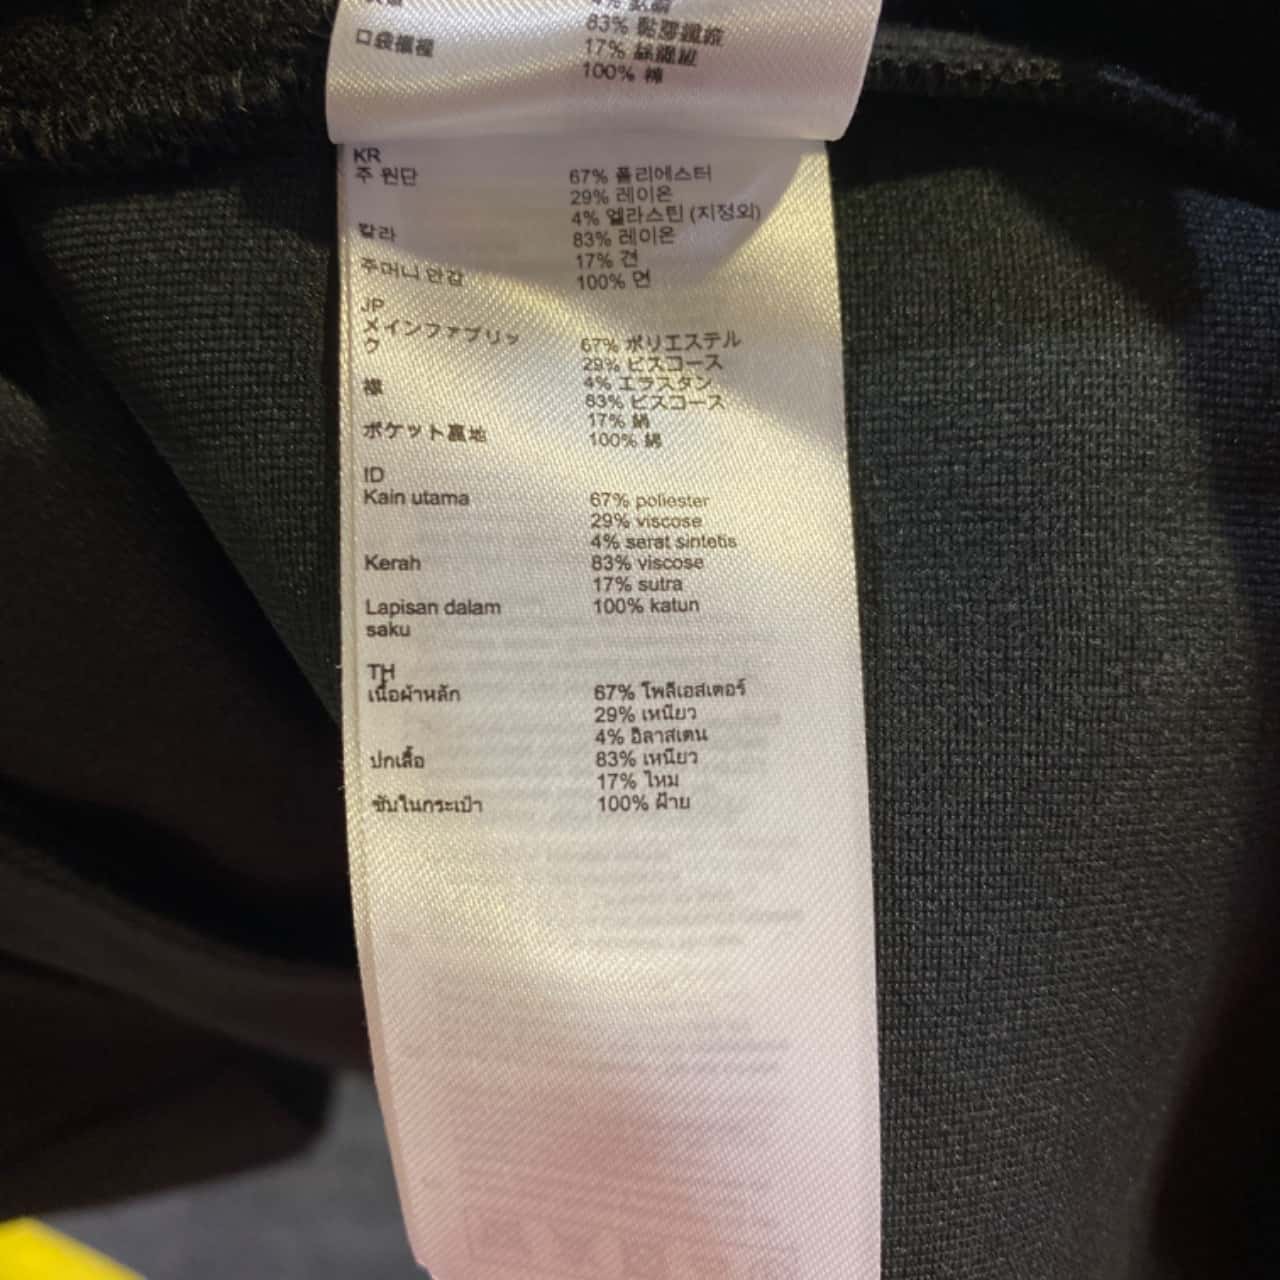 83% 黏膠纖維
口袋襯裡
17% 絲纖維
100% 棉
KR
주 원단
67% 폴리에스터
29% 레이온
4% 엘라스틴 (지정외)
칼라
83% 레이온
17% 견
주머니 안감
100% 면
JP
メインファブリッ
ク
67% ポリエステル
29% ビスコース
4% エラスタン
襟
83% ビスコース
17% 絹
ポケット裏地
100% 綿
ID
Kain utama
67% poliester
29% viscose
4% serat sintetis
Kerah
83% viscose
17% sutra
Lapisan dalam
saku
100% katun
TH
เนื้อผ้าหลัก
67% โพลีเอสเตอร์
29% เหนียว
4% อีลาสเตน
ปกเสื้อ
83% เหนียว
17% ไหม
ซับในกระเป๋า
100% ฝ้าย